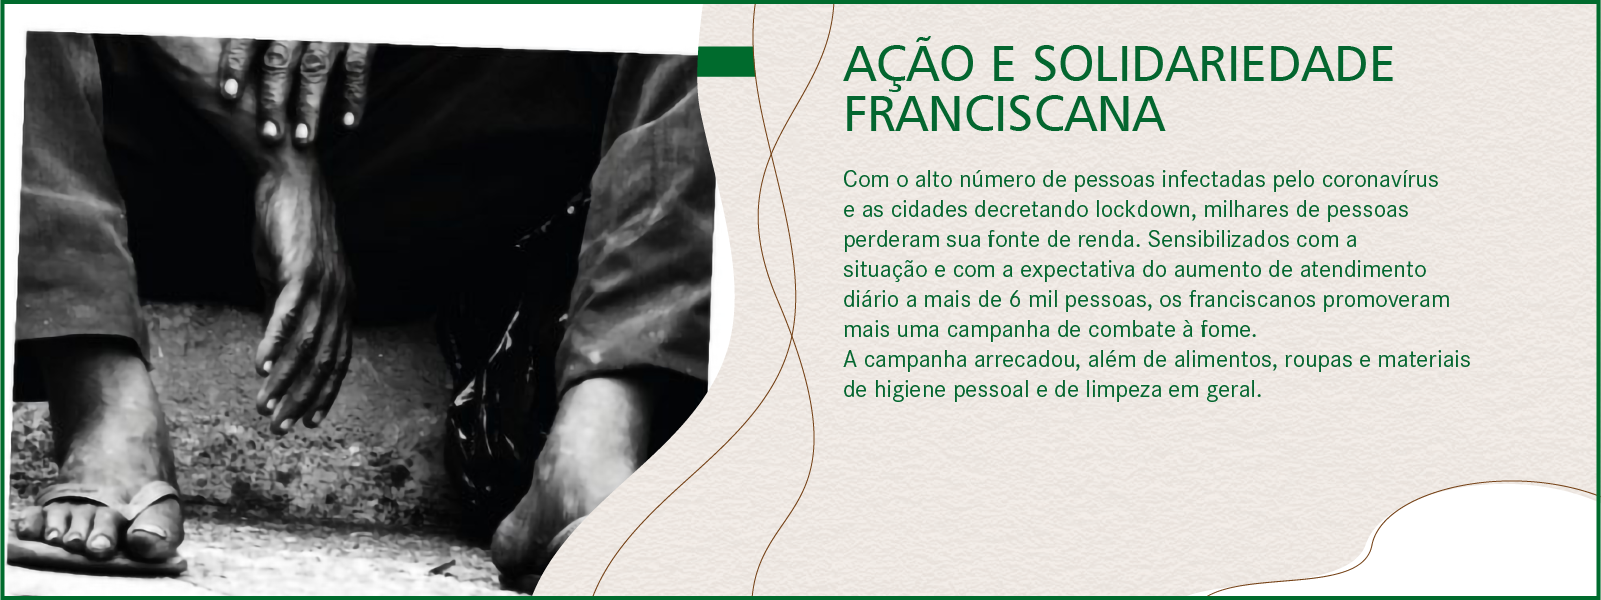 AÇÃO E SOLIDARIEDADE
FRANCISCANA
Com o alto número de pessoas infectadas pelo coronavírus
e as cidades decretando lockdown, milhares de pessoas
perderam sua fonte de renda. Sensibilizados com a
situação e com a expectativa do aumento de atendimento
diário a mais de 6 mil pessoas, os franciscanos promoveram
mais uma campanha de combate à fome.
A campanha arrecadou, além de alimentos, roupas e materiais
de higiene pessoal e de limpeza em geral.